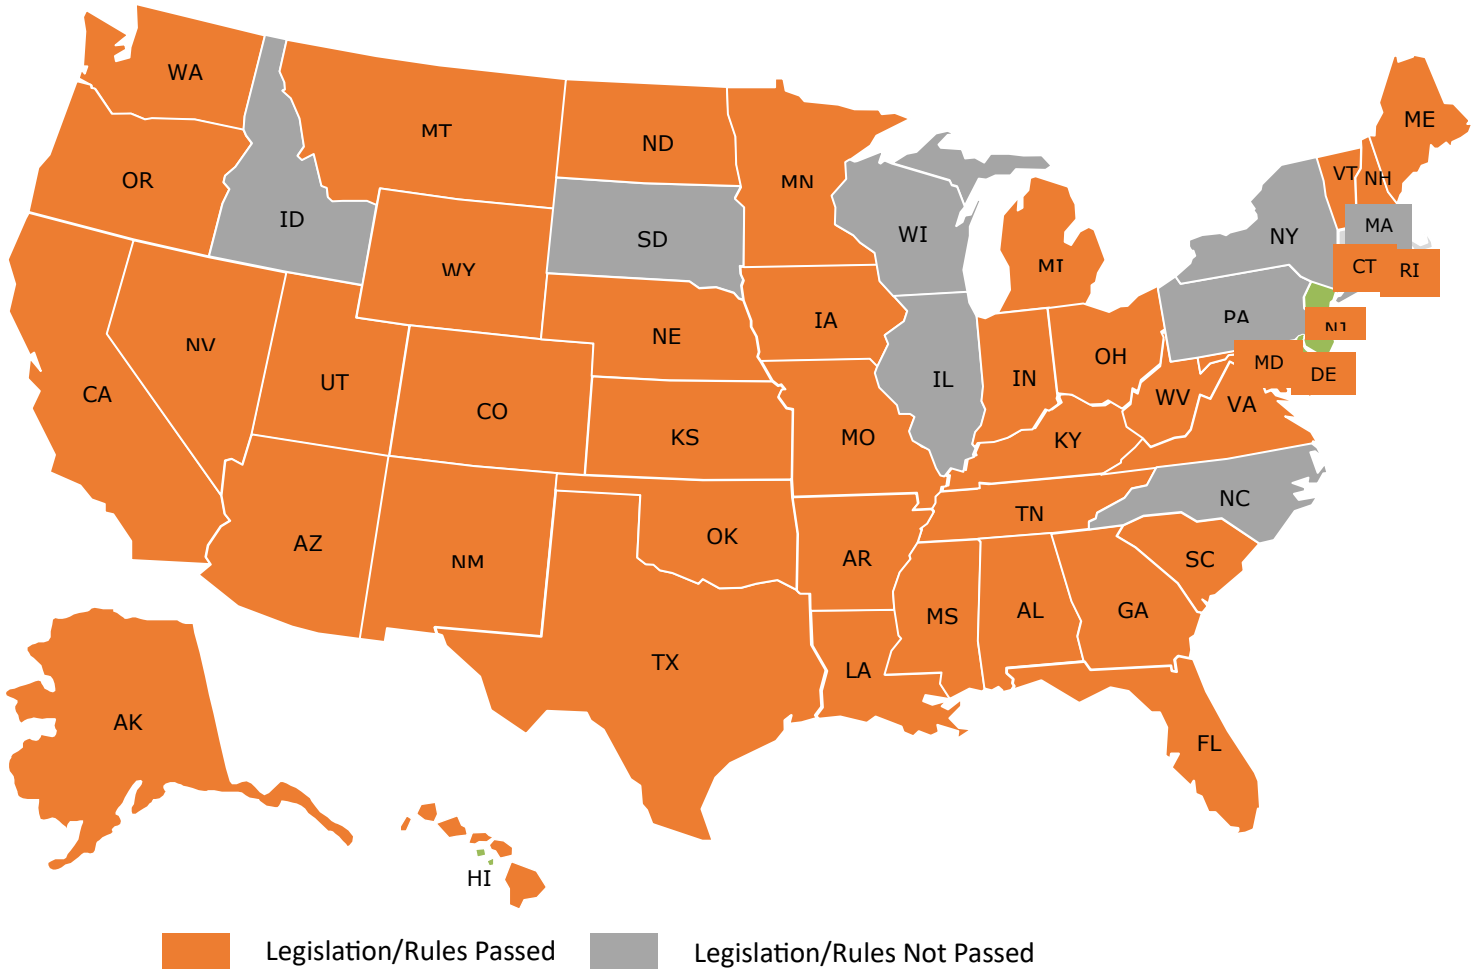 WA
ME
MT
ND
VT
NH
OR
MN
ID
MA
WI
NY
SD
CT
RI
MI
WY
PA
IA
NJ
NE
NV
OH
MD
DE
UT
IL
IN
CA
WV
VA
CO
KS
MO
KY
NC
TN
AZ
OK
NM
AR
SC
MS
AL
GA
TX
LA
AK
FL
HI
Legislation/Rules Passed
Legislation/Rules Not Passed